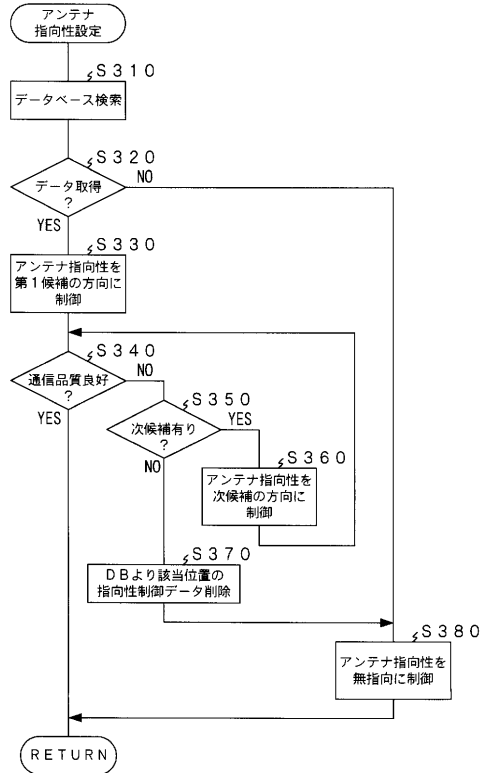 アンテナ
指向性設定
S310
データベース検索
S320
データ取得
?
NO
YES
S330
アンテナ指向性を
第1候補の方向に
制御
S340
通信品質良好
?
NO
YES
S350
次候補有り
?
YES
NO
S360
アンテナ指向性を
次候補の方向に
制御
S370
DBより該当位置の
指向性制御データ削除
S380
アンテナ指向性を
無指向に制御
RETURN